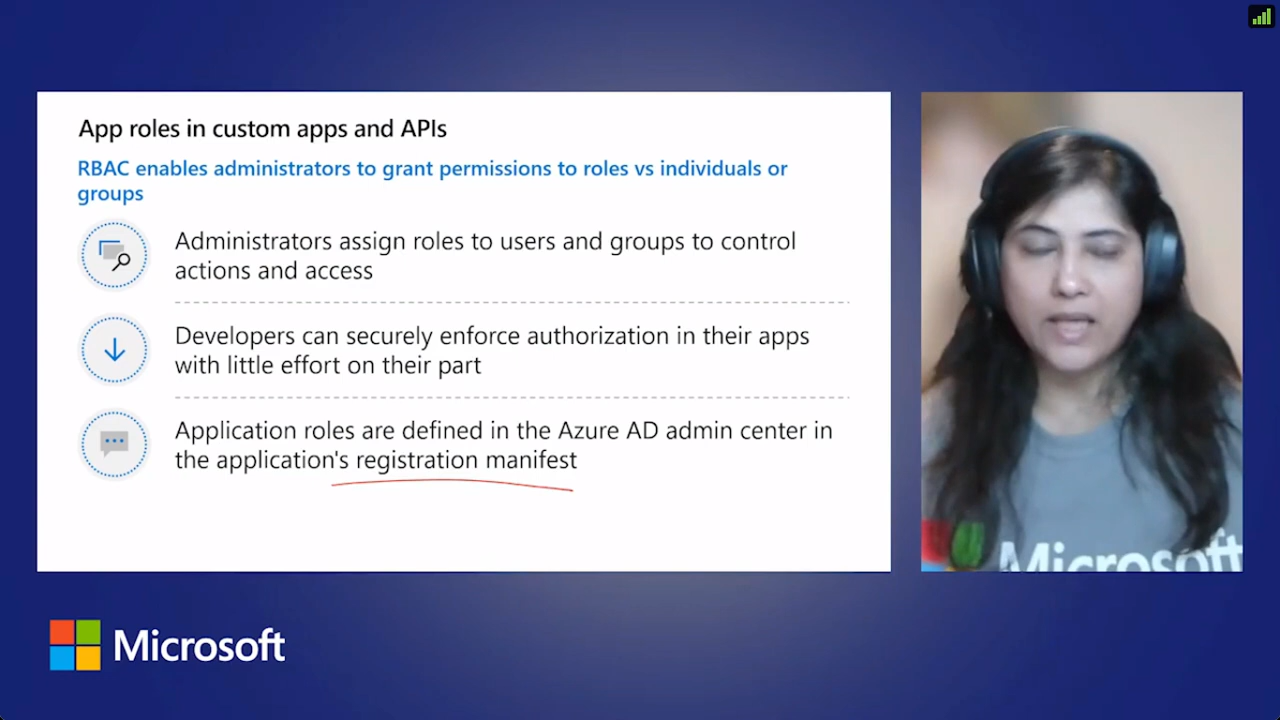 App roles in custom apps and APIs
RBAC enables administrators to grant permissions to roles vs individuals or
groups
Administrators assign roles to users and groups to control
actions and access
Developers can securely enforce authorization in their apps
with little effort on their part
Application roles are defined in the Azure AD admin center in
the application's registration manifest
Microsoft
Microsoft